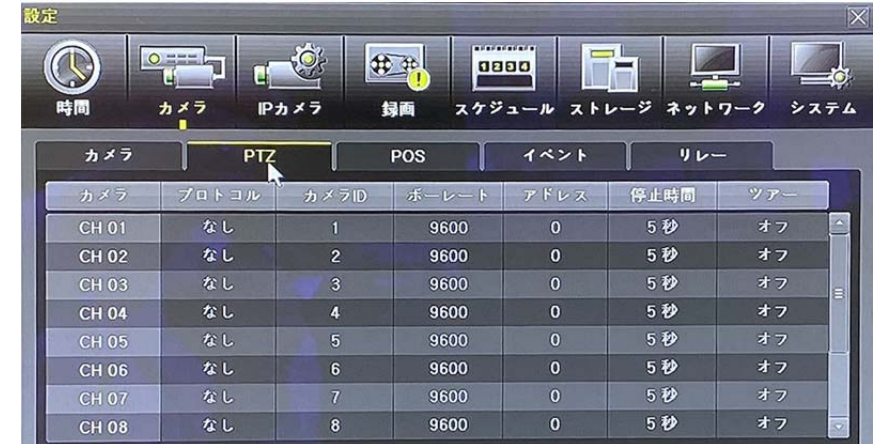 設定
時間 カメラ IPカメラ 録画 スケジュール ストレージ ネットワーク システム
カメラ PTZ POS イベント リレー
カメラ プロトコル カメラID ボーレート アドレス 停止時間 ツアー
CH 01 なし 1 9600 0 5 秒 オフ
CH 02 なし 2 9600 0 5 秒 オフ
CH 03 なし 3 9600 0 5 秒 オフ
CH 04 なし 4 9600 0 5 秒 オフ
CH 05 なし 5 9600 0 5 秒 オフ
CH 06 なし 6 9600 0 5 秒 オフ
CH 07 なし 7 9600 0 5 秒 オフ
CH 08 なし 8 9600 0 5 秒 オフ